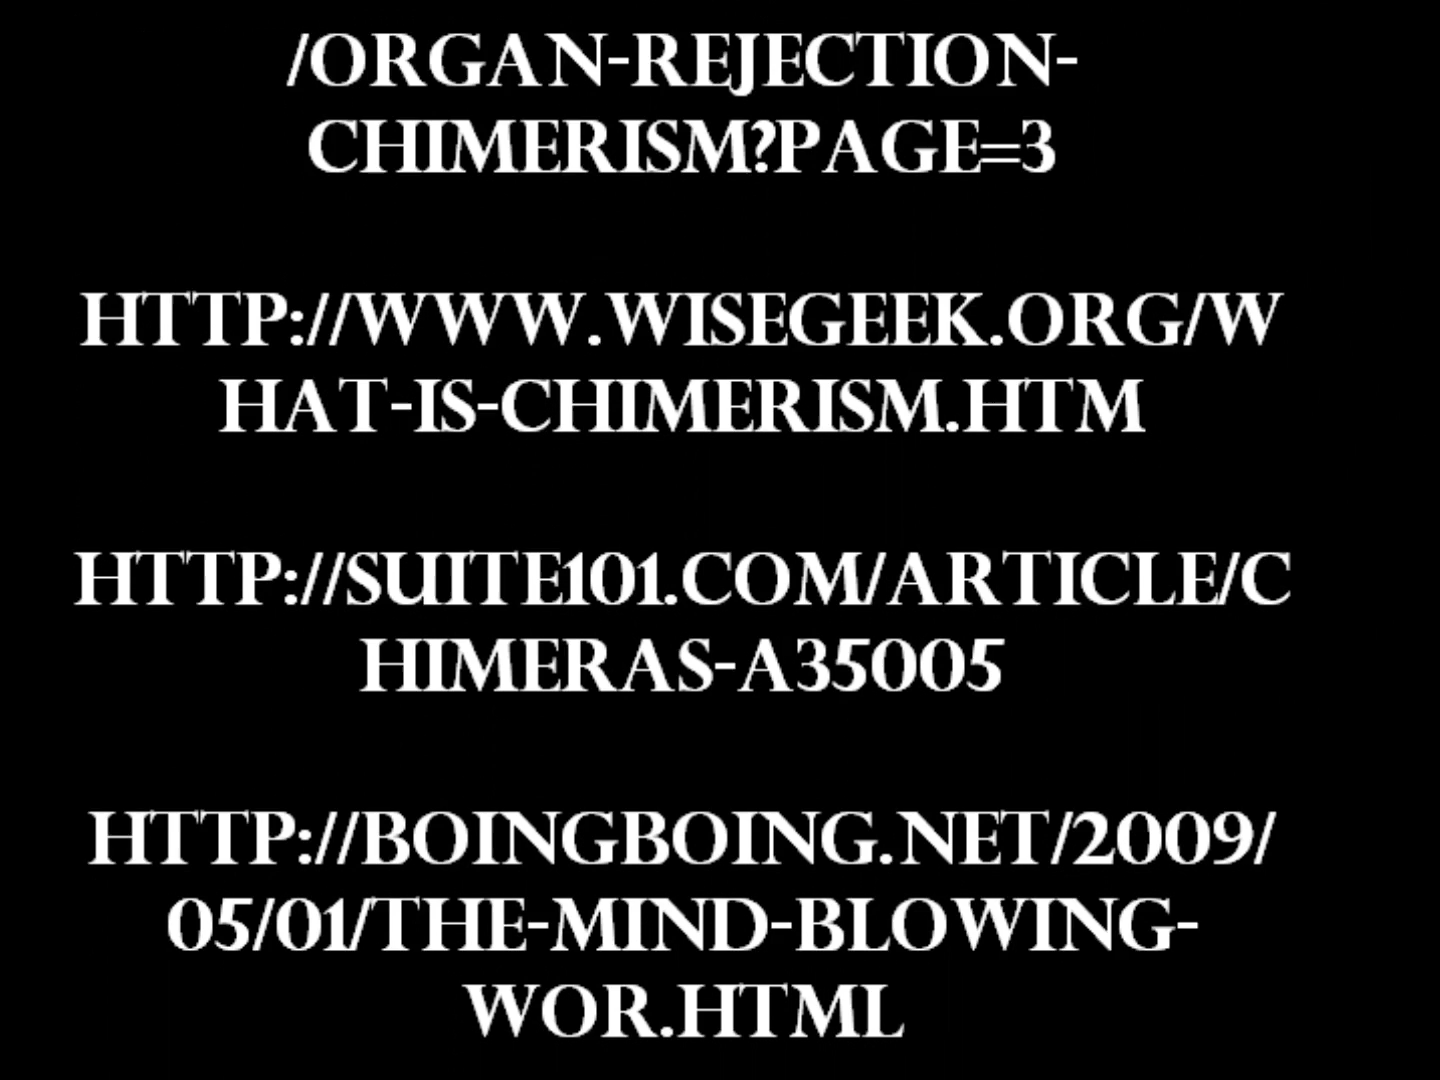 /ORGAN-REJECTION-
CHIMERISM?PAGE=3
HTTP://WWW.WISEGEEK.ORG/W
HAT-IS-CHIMERISM.HTM
HTTP://SUITE101.COM/ARTICLE/C
HIMERAS-A35005
HTTP://BOINGBOING.NET/2009/
05/01/THE-MIND-BLOWING-
WOR.HTML